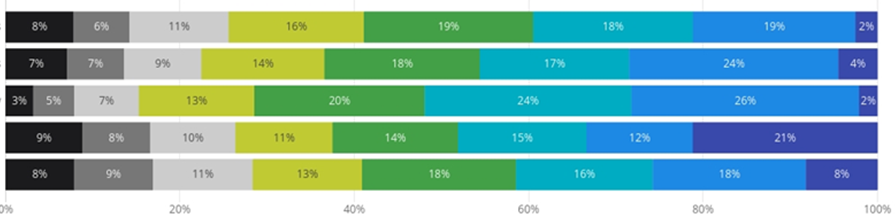 8% 6% 11% 16% 19% 18% 19% 2%
7% 7% 9% 14% 18% 17% 24% 4%
3% 5% 7% 13% 20% 24% 26% 2%
9% 8% 10% 11% 14% 15% 12% 21%
8% 9% 11% 13% 18% 16% 18% 8%
0% 20% 40% 60% 80% 100%